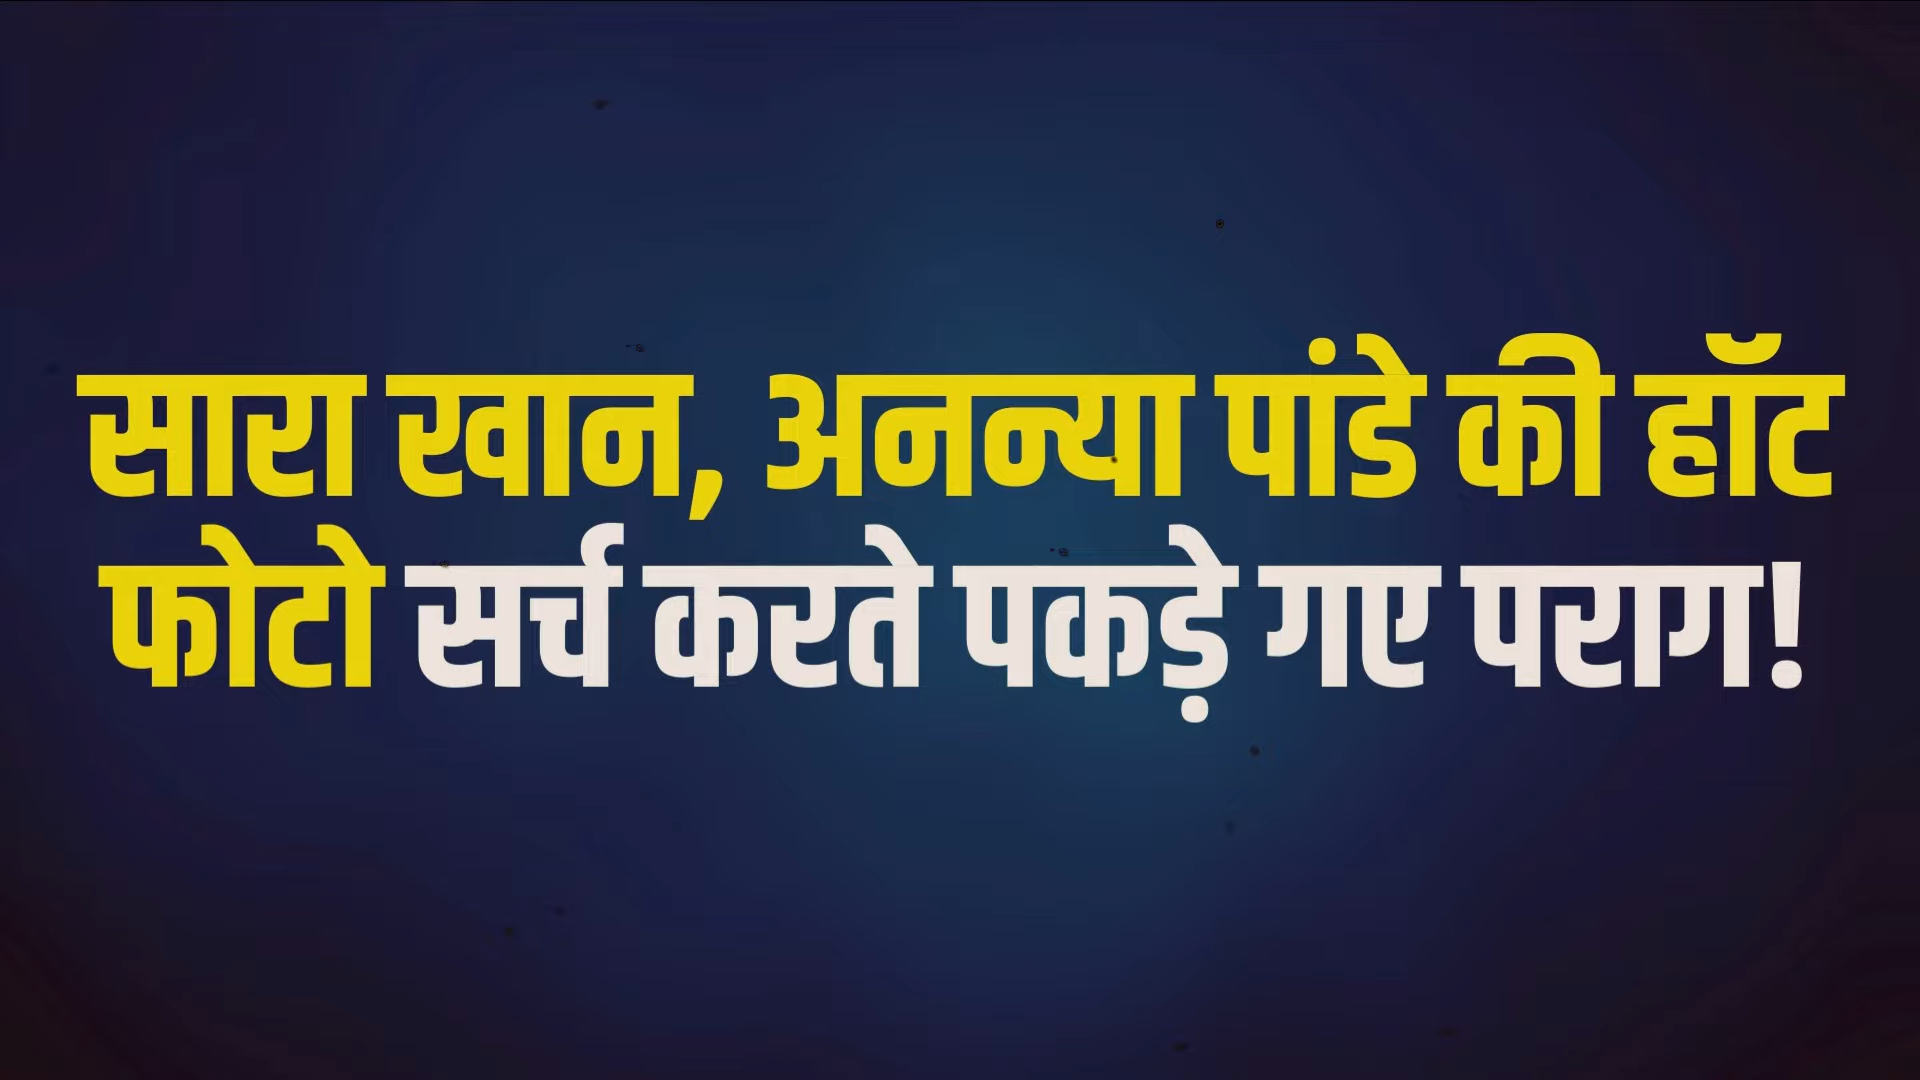 सारा खान, अनन्या पांडे की हॉट
फोटो सर्च करते पकड़े गए पराग!